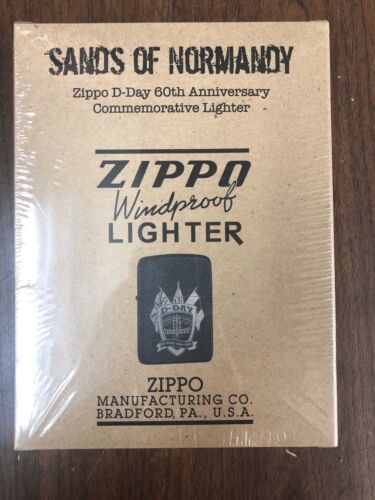 SANDS OF NORMANDY
Zippo D-Day 60th Anniversary
Commemorative Lighter
ZIPPO
Windproof
LIGHTER
D-DAY
ZIPPO
MANUFACTURING CO.
BRADFORD, PA., U.S.A.